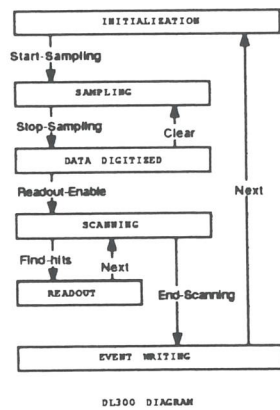 INITIALIZATION
Start-Sampling
SAMPLING
Stop-Sampling
Clear
DATA DIGITIZED
Readout-Enable
Next
SCANNING
Find-hits
Next
READOUT
End-Scanning
EVENT WRITING
DL300 DIAGRAM